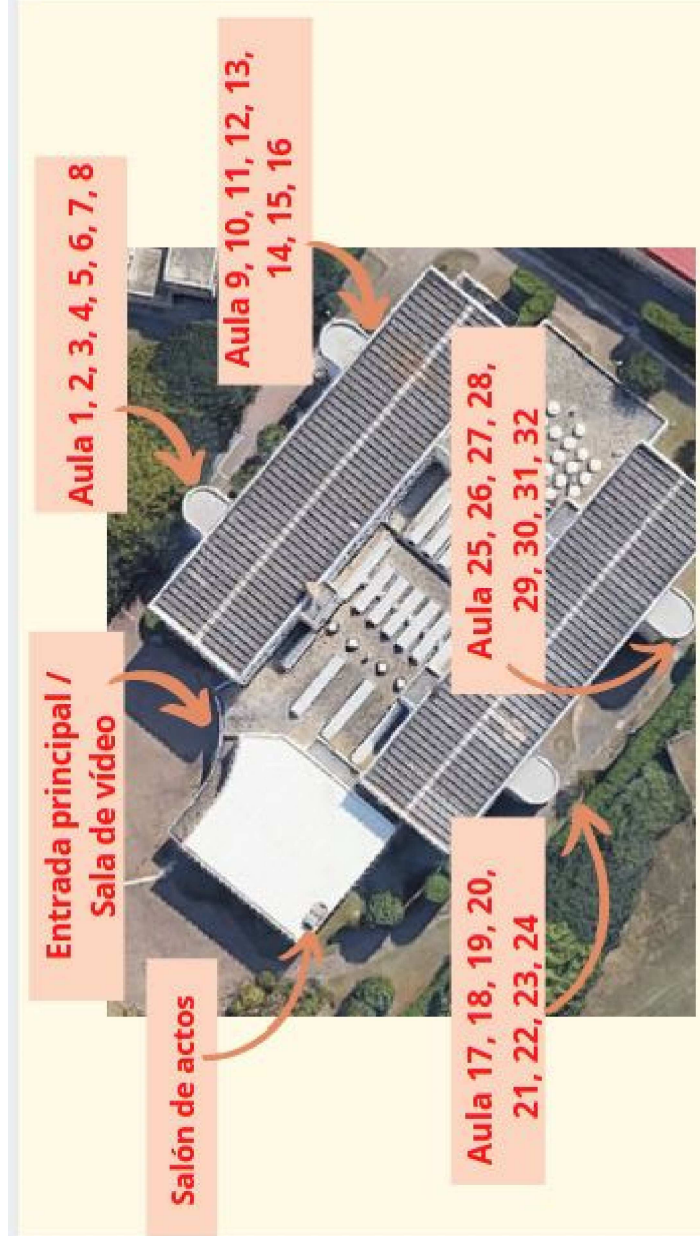 Salón de actos
Entrada principal /
Sala de vídeo
Aula 1, 2, 3, 4, 5, 6, 7, 8
Aula 9, 10, 11, 12, 13,
14, 15, 16
Aula 17, 18, 19, 20,
21, 22, 23, 24
Aula 25, 26, 27, 28,
29, 30, 31, 32